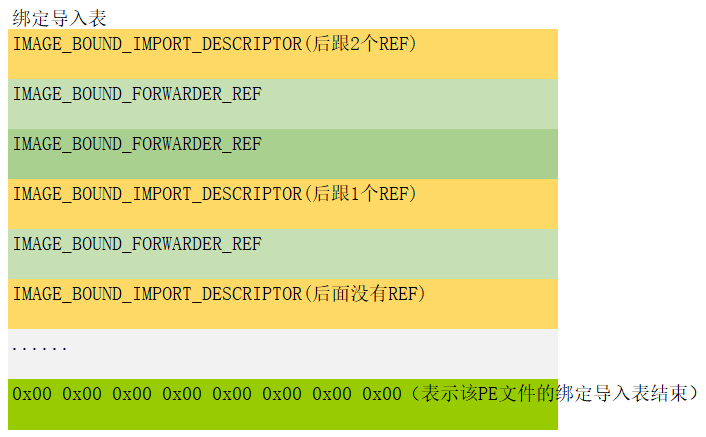 绑定导入表
IMAGE_BOUND_IMPORT_DESCRIPTOR(后跟2个REF)
IMAGE_BOUND_FORWARDER_REF
IMAGE_BOUND_FORWARDER_REF
IMAGE_BOUND_IMPORT_DESCRIPTOR(后跟1个REF)
IMAGE_BOUND_FORWARDER_REF
IMAGE_BOUND_IMPORT_DESCRIPTOR(后面没有REF)
......
0x00 0x00 0x00 0x00 0x00 0x00 0x00 0x00（表示该PE文件的绑定导入表结束）